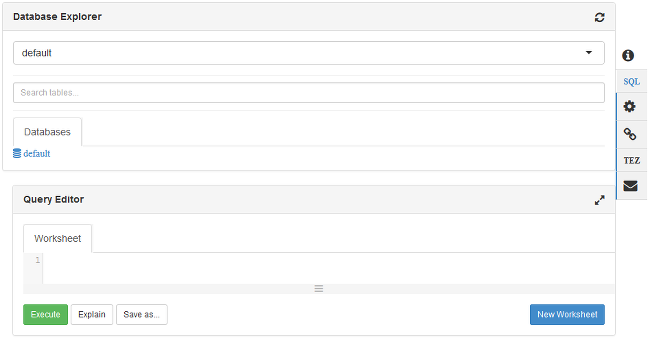 Database Explorer
default
Search tables...
Databases
default
SQL
TEZ
Query Editor
Worksheet
1
Execute Explain Save as... New Worksheet